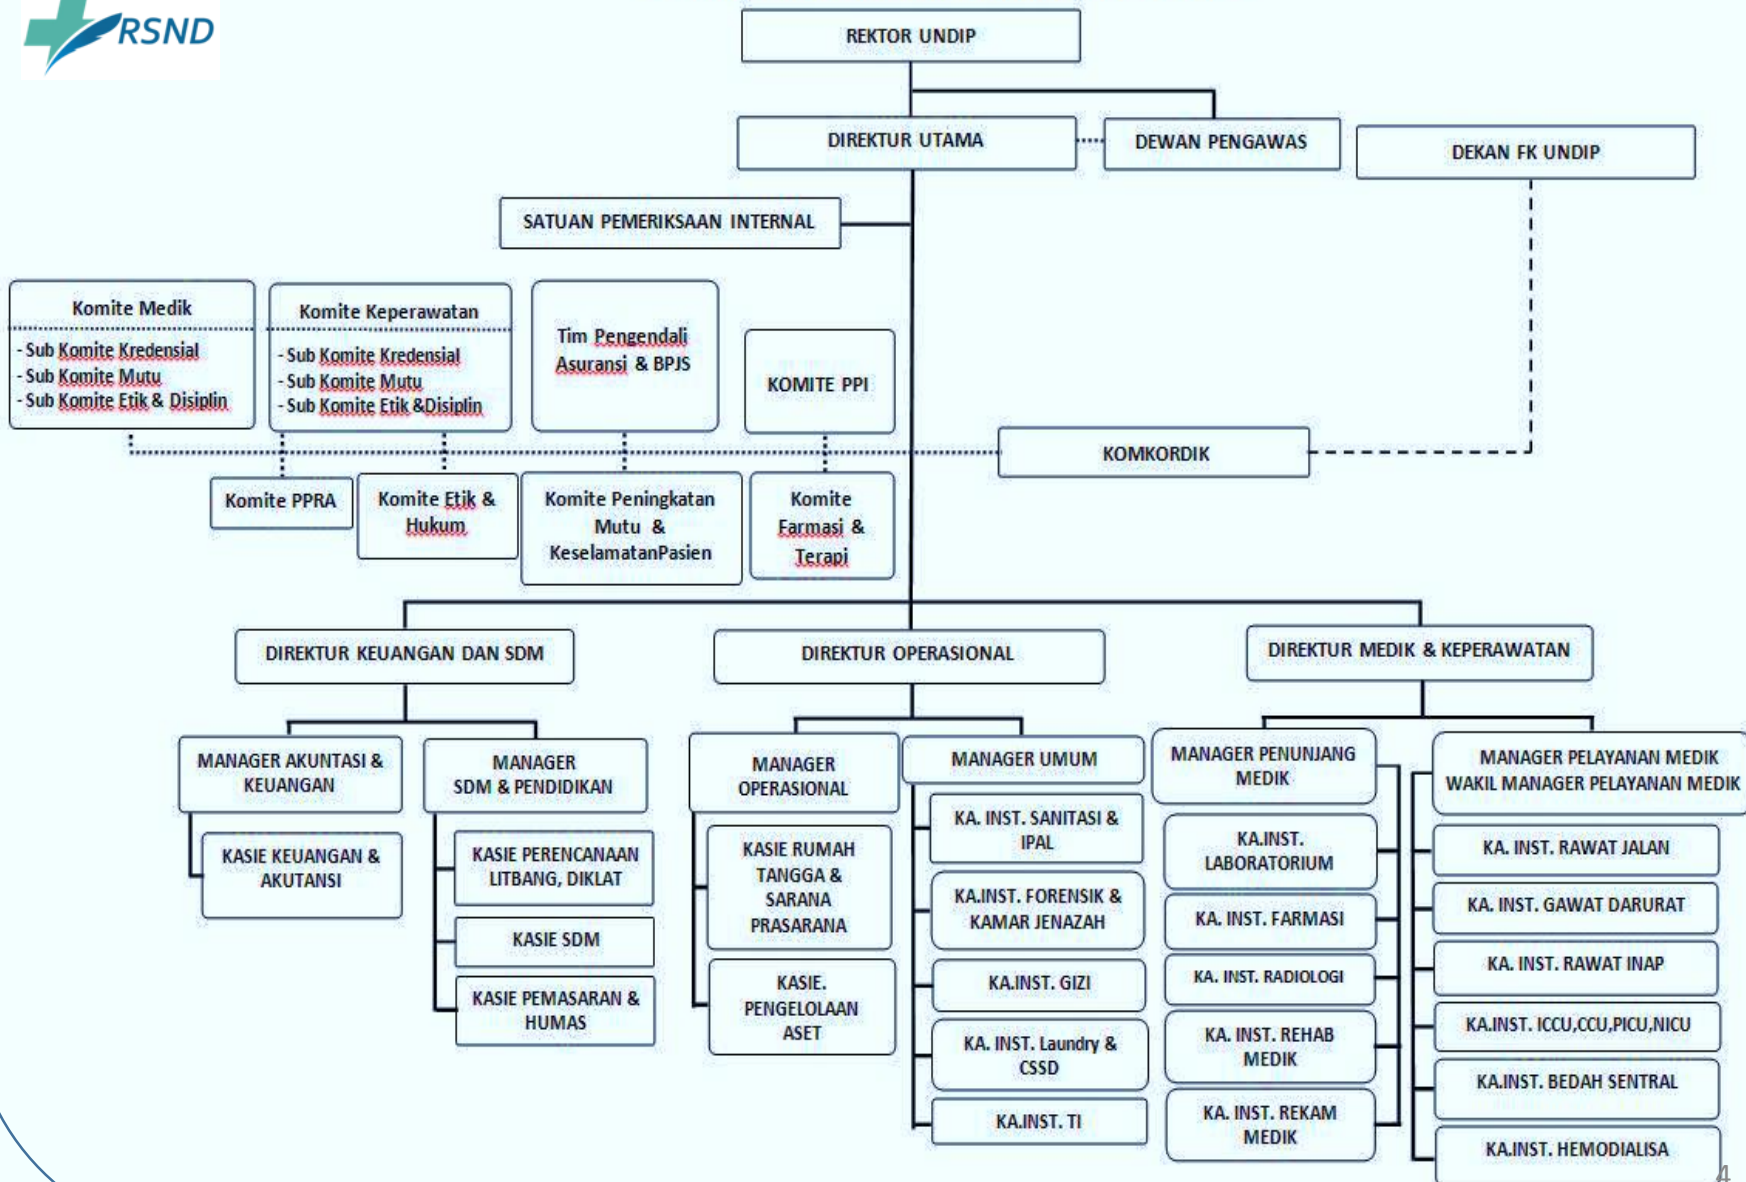 RSND
REKTOR UNDIP
DIREKTUR UTAMA
DEWAN PENGAWAS
DEKAN FK UNDIP
SATUAN PEMERIKSAAN INTERNAL
Komite Medik
- Sub Komite Kredensial
- Sub Komite Mutu
- Sub Komite Etik & Disiplin
Komite Keperawatan
- Sub Komite Kredensial
- Sub Komite Mutu
- Sub Komite Etik &Disiplin
Tim Pengendali
Asuransi & BPJS
KOMITE PPI
KOMKORDIK
Komite PPRA
Komite Etik &
Hukum
Komite Peningkatan
Mutu &
KeselamatanPasien
Komite
Farmasi &
Terapi
DIREKTUR KEUANGAN DAN SDM
DIREKTUR OPERASIONAL
DIREKTUR MEDIK & KEPERAWATAN
MANAGER AKUNTASI &
KEUANGAN
KASIE KEUANGAN &
AKUTANSI
MANAGER
SDM & PENDIDIKAN
KASIE PERENCANAAN
LITBANG, DIKLAT
KASIE SDM
KASIE PEMASARAN &
HUMAS
MANAGER
OPERASIONAL
KASIE RUMAH
TANGGA &
SARANA
PRASARANA
KASIE.
PENGELOLAAN
ASET
MANAGER UMUM
KA. INST. SANITASI &
IPAL
KA.INST. FORENSIK &
KAMAR JENAZAH
KA.INST. GIZI
KA. INST. Laundry &
CSSD
KA.INST. TI
MANAGER PENUNJANG
MEDIK
KA.INST.
LABORATORIUM
KA. INST. FARMASI
KA. INST. RADIOLOGI
KA. INST. REHAB
MEDIK
KA. INST. REKAM
MEDIK
MANAGER PELAYANAN MEDIK
WAKIL MANAGER PELAYANAN MEDIK
KA. INST. RAWAT JALAN
KA. INST. GAWAT DARURAT
KA. INST. RAWAT INAP
KA.INST. ICCU,CCU,PICU,NICU
KA.INST. BEDAH SENTRAL
KA.INST. HEMODIALISA
4